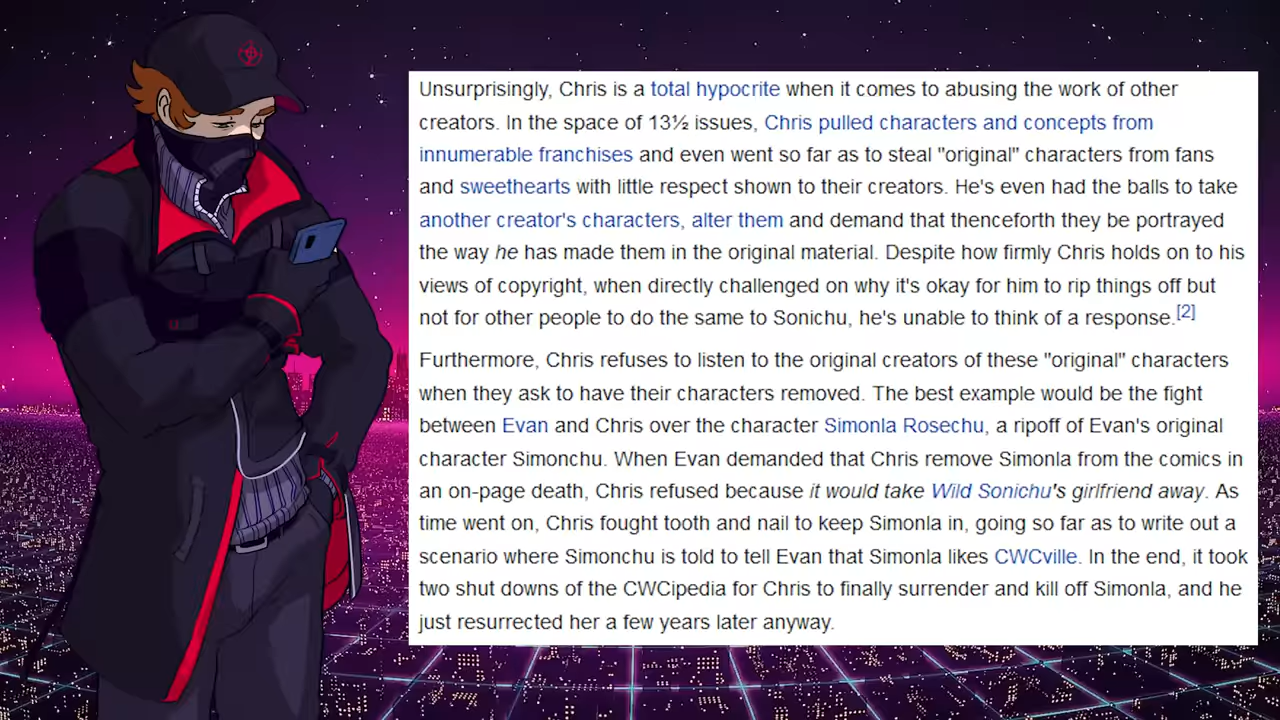 Unsurprisingly, Chris is a total hypocrite when it comes to abusing the work of other
creators. In the space of 13½ issues, Chris pulled characters and concepts from
innumerable franchises and even went so far as to steal "original" characters from fans
and sweethearts with little respect shown to their creators. He's even had the balls to take
another creator's characters, alter them and demand that thenceforth they be portrayed
the way he has made them in the original material. Despite how firmly Chris holds on to his
views of copyright, when directly challenged on why it's okay for him to rip things off but
not for other people to do the same to Sonichu, he's unable to think of a response.[2]
Furthermore, Chris refuses to listen to the original creators of these "original" characters
when they ask to have their characters removed. The best example would be the fight
between Evan and Chris over the character Simonla Rosechu, a ripoff of Evan's original
character Simonchu. When Evan demanded that Chris remove Simonla from the comics in
an on-page death, Chris refused because it would take Wild Sonichu's girlfriend away. As
time went on, Chris fought tooth and nail to keep Simonla in, going so far as to write out a
scenario where Simonchu is told to tell Evan that Simonla likes CWCville. In the end, it took
two shut downs of the CWCipedia for Chris to finally surrender and kill off Simonla, and he
just resurrected her a few years later anyway.